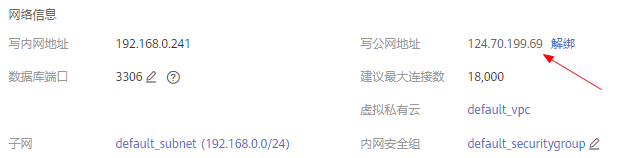 网络信息
写内网地址 192.168.0.241 写公网地址 124.70.199.69 解绑
数据库端口 3306 建议最大连接数 18,000
虚拟私有云 default_vpc
子网 default_subnet (192.168.0.0/24) 内网安全组 default_securitygroup